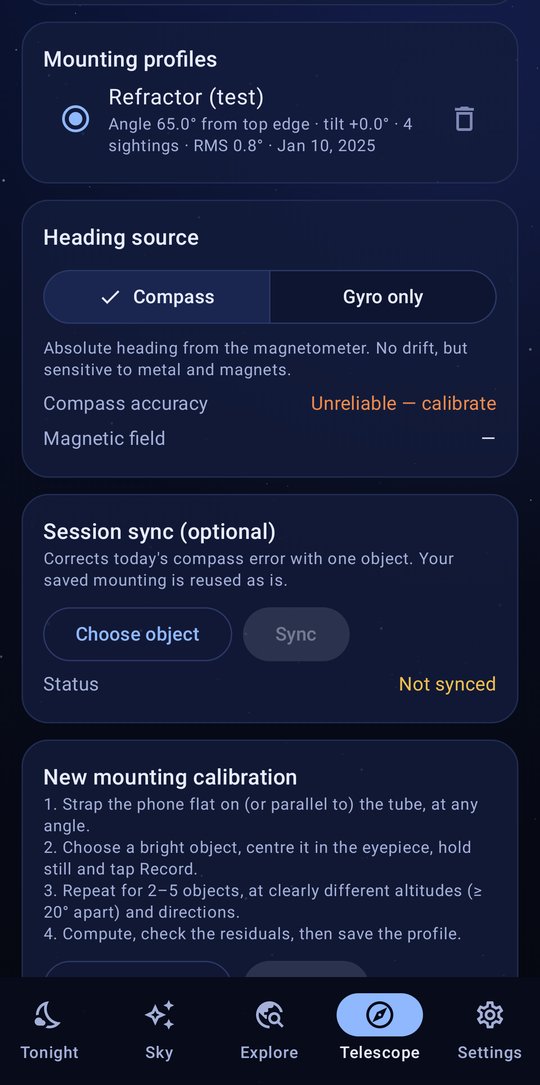 Mounting profiles
Refractor (test)
Angle 65.0° from top edge · tilt +0.0° · 4
sightings · RMS 0.8° · Jan 10, 2025
Heading source
Compass
Gyro only
Absolute heading from the magnetometer. No drift, but
sensitive to metal and magnets.
Compass accuracy
Unreliable — calibrate
Magnetic field
—
Session sync (optional)
Corrects today's compass error with one object. Your
saved mounting is reused as is.
Choose object
Sync
Status
Not synced
New mounting calibration
1. Strap the phone flat on (or parallel to) the tube, at any
angle.
2. Choose a bright object, centre it in the eyepiece, hold
still and tap Record.
3. Repeat for 2–5 objects, at clearly different altitudes (≥
20° apart) and directions.
4. Compute, check the residuals, then save the profile.
Tonight
Sky
Explore
Telescope
Settings